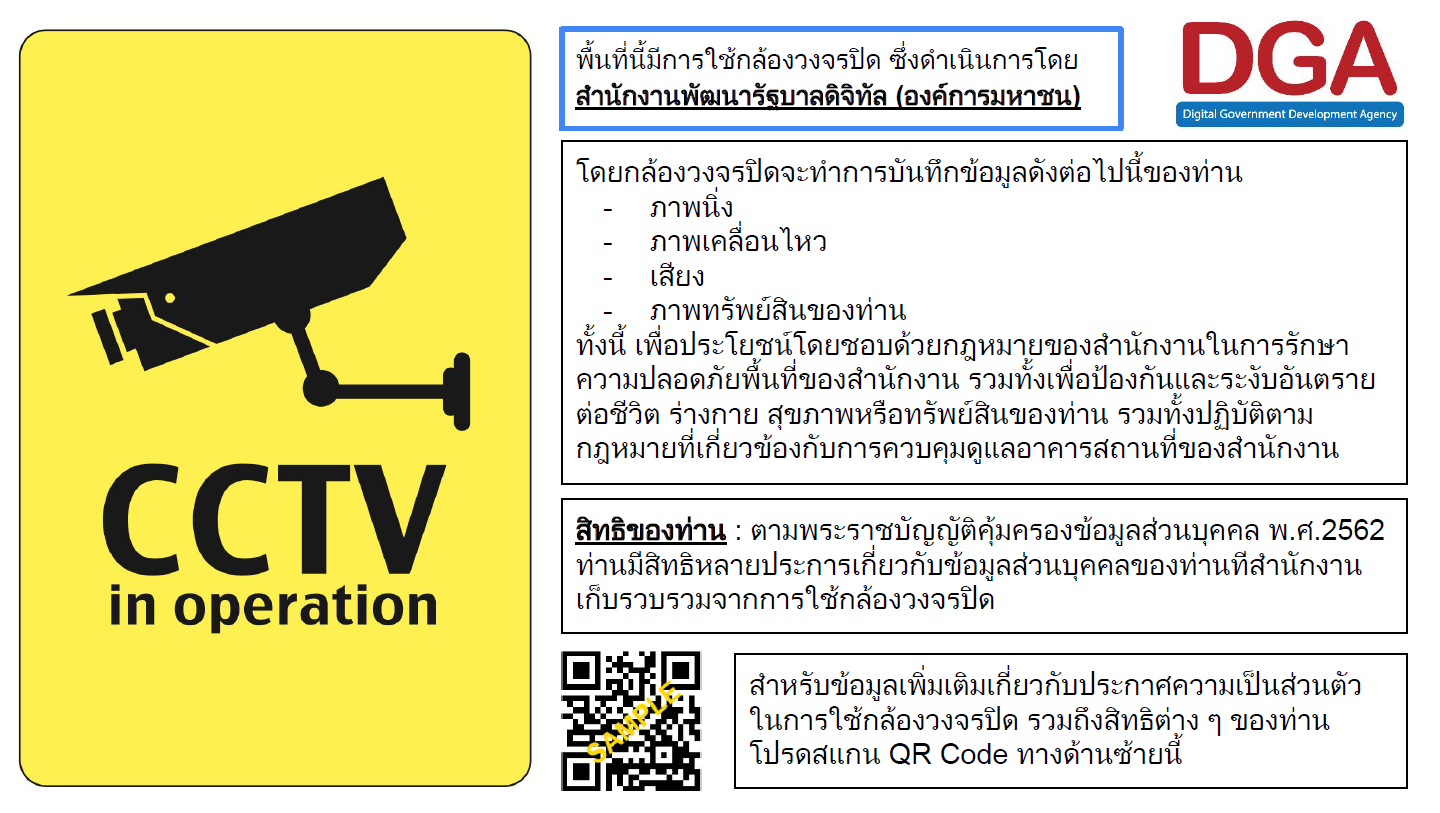 CCTV
in operation
พื้นที่นี้มีการใช้กล้องวงจรปิด ซึ่งดำเนินการโดย
สำนักงานพัฒนารัฐบาลดิจิทัล (องค์การมหาชน)
DGA
Digital Government Development Agency
โดยกล้องวงจรปิดจะทำการบันทึกข้อมูลดังต่อไปนี้ของท่าน
- ภาพนิ่ง
- ภาพเคลื่อนไหว
- เสียง
- ภาพทรัพย์สินของท่าน
ทั้งนี้ เพื่อประโยชน์โดยชอบด้วยกฎหมายของสำนักงานในการรักษา
ความปลอดภัยพื้นที่ของสำนักงาน รวมทั้งเพื่อป้องกันและระงับอันตราย
ต่อชีวิต ร่างกาย สุขภาพหรือทรัพย์สินของท่าน รวมทั้งปฏิบัติตาม
กฎหมายที่เกี่ยวข้องกับการควบคุมดูแลอาคารสถานที่ของสำนักงาน
สิทธิของท่าน : ตามพระราชบัญญัติคุ้มครองข้อมูลส่วนบุคคล พ.ศ.2562
ท่านมีสิทธิหลายประการเกี่ยวกับข้อมูลส่วนบุคคลของท่านทีสำนักงาน
เก็บรวบรวมจากการใช้กล้องวงจรปิด
SAMPLE
สำหรับข้อมูลเพิ่มเติมเกี่ยวกับประกาศความเป็นส่วนตัว
ในการใช้กล้องวงจรปิด รวมถึงสิทธิต่าง ๆ ของท่าน
โปรดสแกน QR Code ทางด้านซ้ายนี้